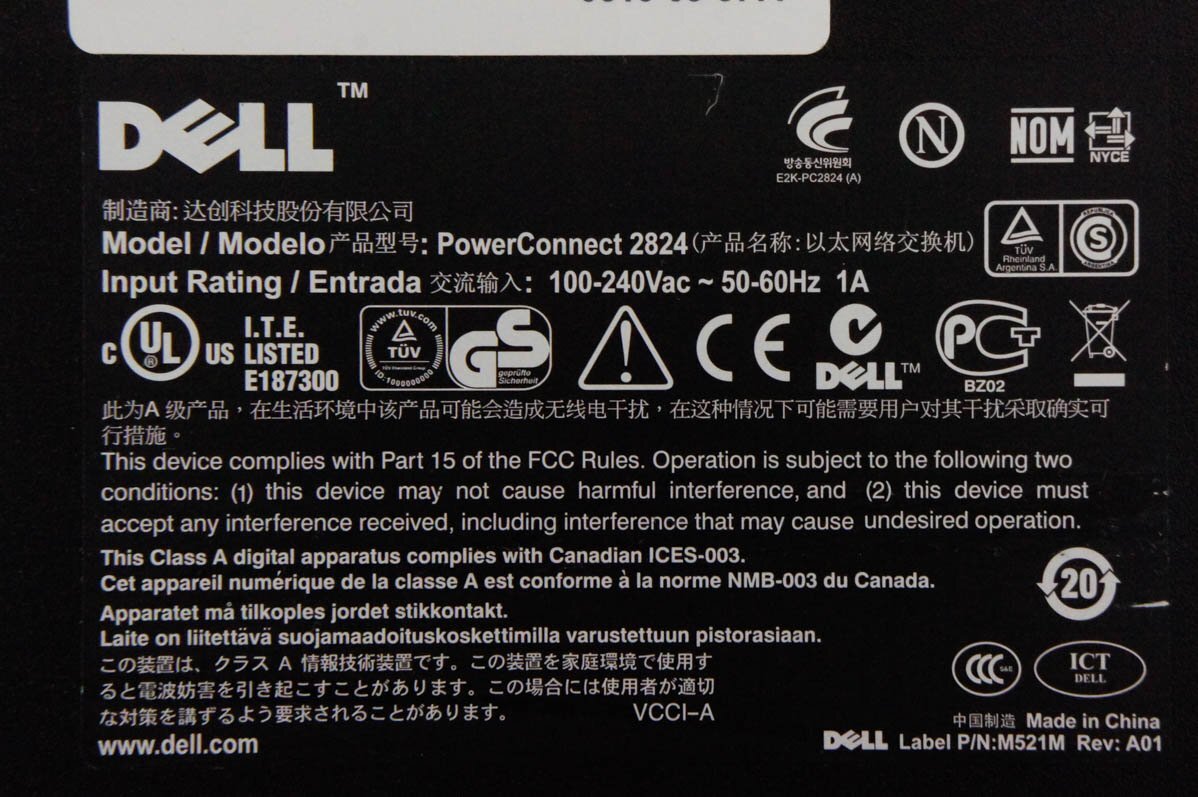 DELL™
방송통신위원회
E2K-PC2824 (A)
N
NOM
NYCE
制造商: 达创科技股份有限公司
Model / Modelo 产品型号: PowerConnect 2824 (产品名称: 以太网络交换机)
TÜV
Rheinland
Argentina S.A.
REPUBLICA
S
ARGENTINA
Input Rating / Entrada 交流输入: 100-240Vac ~ 50-60Hz 1A
C UL® US
I.T.E.
LISTED
E187300
www.tuv.com
TÜV
TÜV Rheinland Group
ID:1000000000
GS
geprüfte
Sicherheit
!
CE
DELL™
PCT
BZ02
此为A 级产品，在生活环境中该产品可能会造成无线电干扰，在这种情况下可能需要用户对其干扰采取确实可
行措施。
This device complies with Part 15 of the FCC Rules. Operation is subject to the following two
conditions: (1) this device may not cause harmful interference, and (2) this device must
accept any interference received, including interference that may cause undesired operation.
This Class A digital apparatus complies with Canadian ICES-003.
Cet appareil numérique de la classe A est conforme à la norme NMB-003 du Canada.
20
Apparatet må tilkoples jordet stikkontakt.
Laite on liitettävä suojamaadoituskoskettimilla varustettuun pistorasiaan.
この装置は、クラス A 情報技術装置です。この装置を家庭環境で使用す
ると電波妨害を引き起こすことがあります。この場合には使用者が適切
な対策を講ずるよう要求されることがあります。 VCCI-A
CCC S&E
ICT
DELL
中国制造 Made in China
www.dell.com
DELL Label P/N:M521M Rev: A01